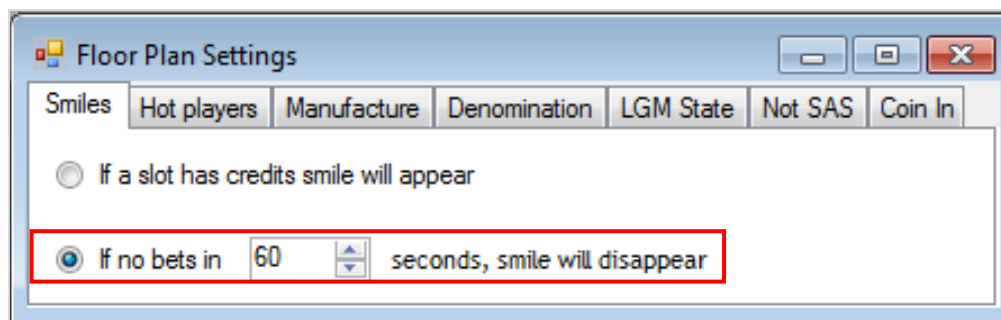 Floor Plan Settings
Smiles Hot players Manufacture Denomination LGM State Not SAS Coin In
If a slot has credits smile will appear
If no bets in 60 seconds, smile will disappear